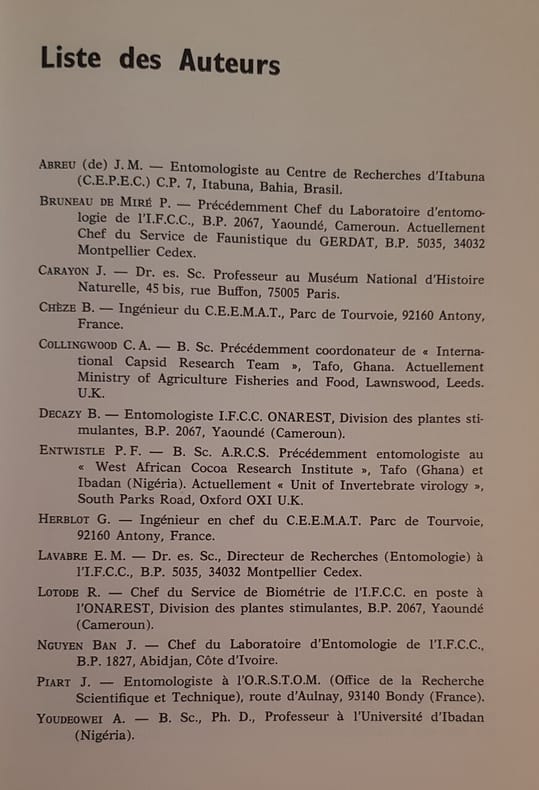 Liste des Auteurs
ABREU (de) J. M. — Entomologiste au Centre de Recherches d'Itabuna
(C.E.P.E.C.) C.P. 7, Itabuna, Bahia, Brasil.
BRUNEAU DE MIRÉ P. — Précédemment Chef du Laboratoire d'entomo-
logie de l'I.F.C.C., B.P. 2067, Yaoundé, Cameroun. Actuellement
Chef du Service de Faunistique du GERDAT, B.P. 5035, 34032
Montpellier Cedex.
CARAYON J. — Dr. es. Sc. Professeur au Muséum National d'Histoire
Naturelle, 45 bis, rue Buffon, 75005 Paris.
CHÈZE B. — Ingénieur du C.E.E.M.A.T., Parc de Tourvoie, 92160 Antony,
France.
COLLINGWOOD C. A. — B. Sc. Précédemment coordonateur de « Interna-
tional Capsid Research Team », Tafo, Ghana. Actuellement
Ministry of Agriculture Fisheries and Food, Lawnswood, Leeds.
U.K.
DECAZY B. — Entomologiste I.F.C.C. ONAREST, Division des plantes sti-
mulantes, B.P. 2067, Yaoundé (Cameroun).
ENTWISTLE P. F. — B. Sc. A.R.C.S. Précédemment entomologiste au
« West African Cocoa Research Institute », Tafo (Ghana) et
Ibadan (Nigéria). Actuellement « Unit of Invertebrate virology »,
South Parks Road, Oxford OXI U.K.
HERBLOT G. — Ingénieur en chef du C.E.E.M.A.T. Parc de Tourvoie,
92160 Antony, France.
LAVABRE E. M. — Dr. es. Sc., Directeur de Recherches (Entomologie) à
l'I.F.C.C., B.P. 5035, 34032 Montpellier Cedex.
LOTODE R. — Chef du Service de Biométrie de l'I.F.C.C. en poste à
l'ONAREST, Division des plantes stimulantes, B.P. 2067, Yaoundé
(Cameroun).
NGUYEN BAN J. — Chef du Laboratoire d'Entomologie de l'I.F.C.C.,
B.P. 1827, Abidjan, Côte d'Ivoire.
PIART J. — Entomologiste à l'O.R.S.T.O.M. (Office de la Recherche
Scientifique et Technique), route d'Aulnay, 93140 Bondy (France).
YOUDEOWEI A. — B. Sc., Ph. D., Professeur à l'Université d'Ibadan
(Nigéria).